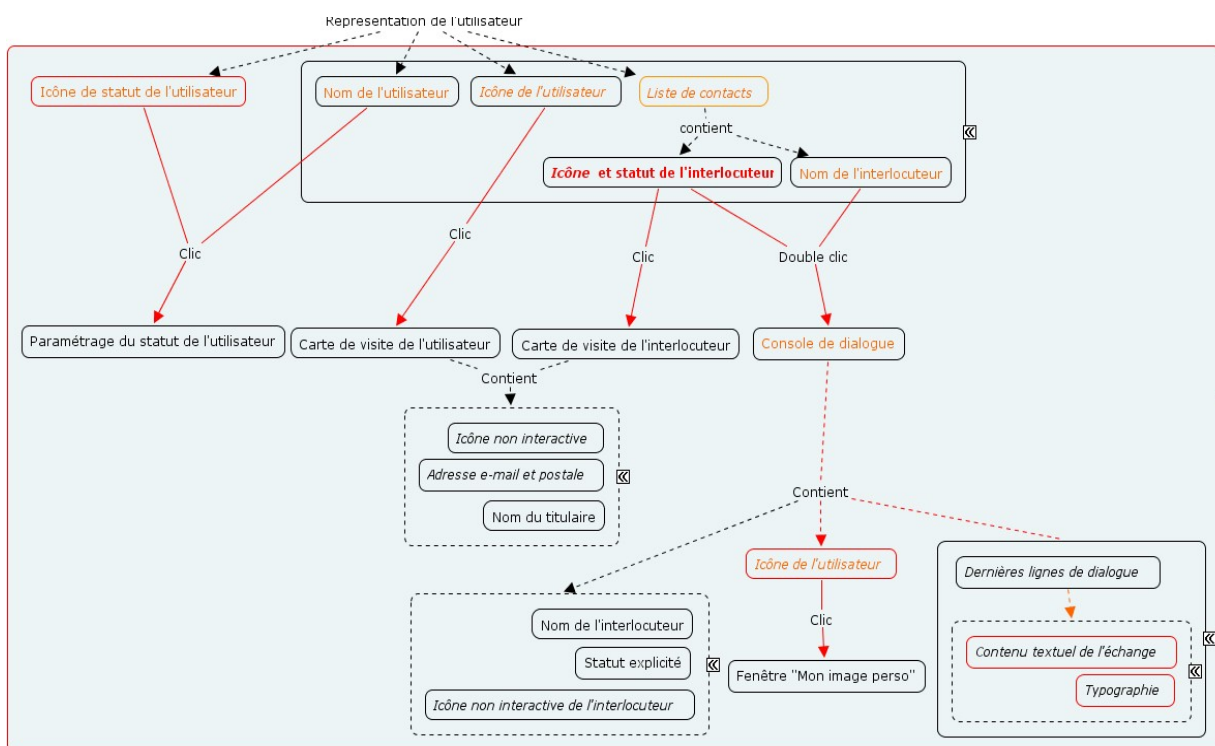 Représentation de l'utilisateur
Icône de statut de l'utilisateur
Nom de l'utilisateur
Icône de l'utilisateur
Liste de contacts
contient
Icône et statut de l'interlocuteur
Nom de l'interlocuteur
Clic
Clic
Clic
Double clic
Paramétrage du statut de l'utilisateur
Carte de visite de l'utilisateur
Carte de visite de l'interlocuteur
Console de dialogue
Contient
Icône non interactive
Adresse e-mail et postale
Nom du titulaire
Contient
Icône de l'utilisateur
Dernières lignes de dialogue
Nom de l'interlocuteur
Clic
Statut explicité
Contenu textuel de l'échange
Fenêtre "Mon image perso"
Typographie
Icône non interactive de l'interlocuteur